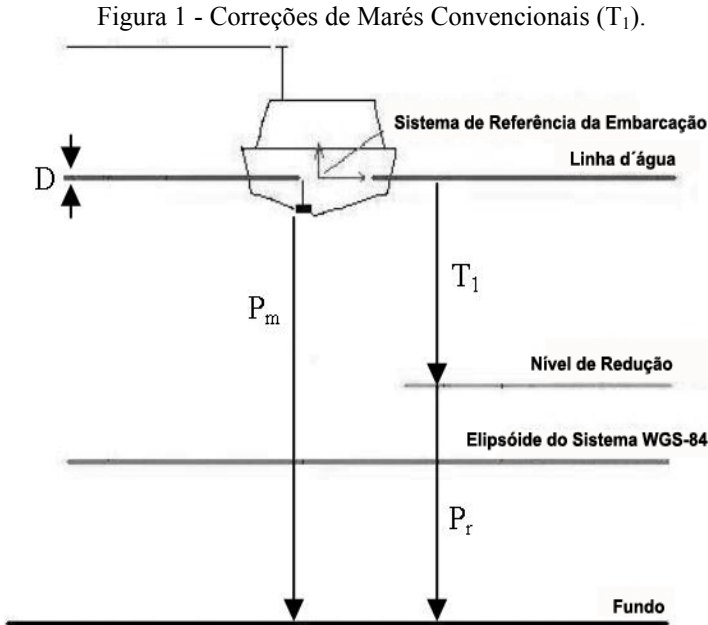 Figura 1 - Correções de Marés Convencionais (T₁).
Sistema de Referência da Embarcação
Linha d´água
D
T₁
Pₘ
Nível de Redução
Elipsóide do Sistema WGS-84
Pᵣ
Fundo